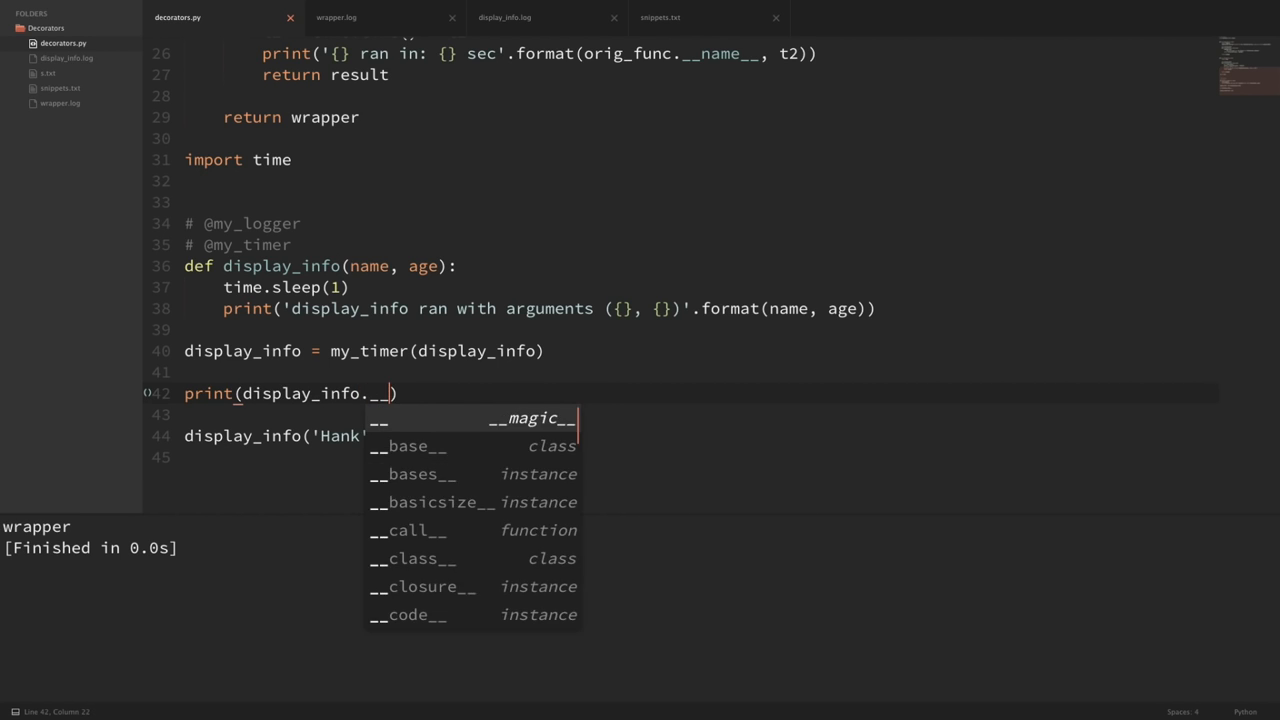 decorators.py
wrapper.log
display_info.log
snippets.txt
FOLDERS
Decorators
decorators.py
display_info.log
s.txt
snippets.txt
wrapper.log
26 print('{} ran in: {} sec'.format(orig_func.__name__, t2))
27 return result
28
29 return wrapper
30
31 import time
32
33
34 # @my_logger
35 # @my_timer
36 def display_info(name, age):
37 time.sleep(1)
38 print('display_info ran with arguments ({}, {})'.format(name, age))
39
40 display_info = my_timer(display_info)
41
42 print(display_info.__)
43
44 display_info('Hank'
45
__ __magic__
__base__ class
__bases__ instance
__basicsize__ instance
__call__ function
__class__ class
__closure__ instance
__code__ instance
wrapper
[Finished in 0.0s]
Line 42, Column 22
Spaces: 4
Python